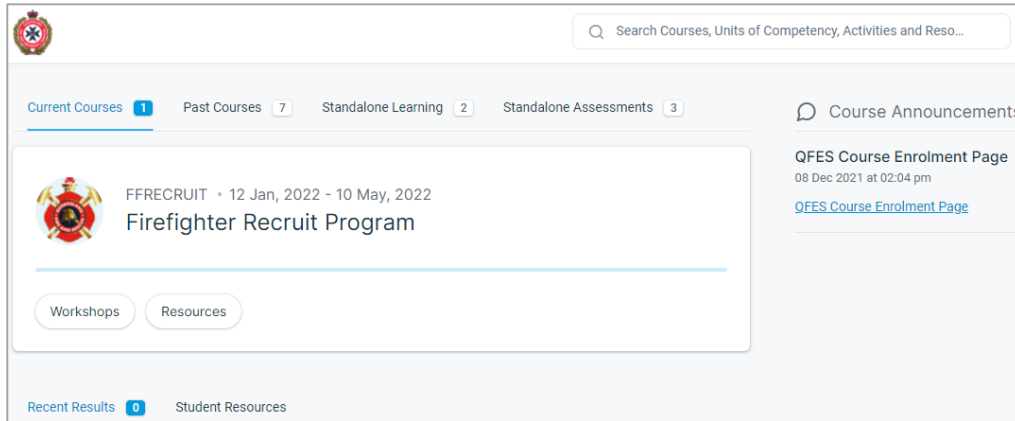 Search Courses, Units of Competency, Activities and Reso...
Current Courses 1 Past Courses 7 Standalone Learning 2 Standalone Assessments 3
Course Announcements
QFES Course Enrolment Page
08 Dec 2021 at 02:04 pm
QFES Course Enrolment Page
FFRECRUIT • 12 Jan, 2022 - 10 May, 2022
Firefighter Recruit Program
Workshops Resources
Recent Results 0 Student Resources